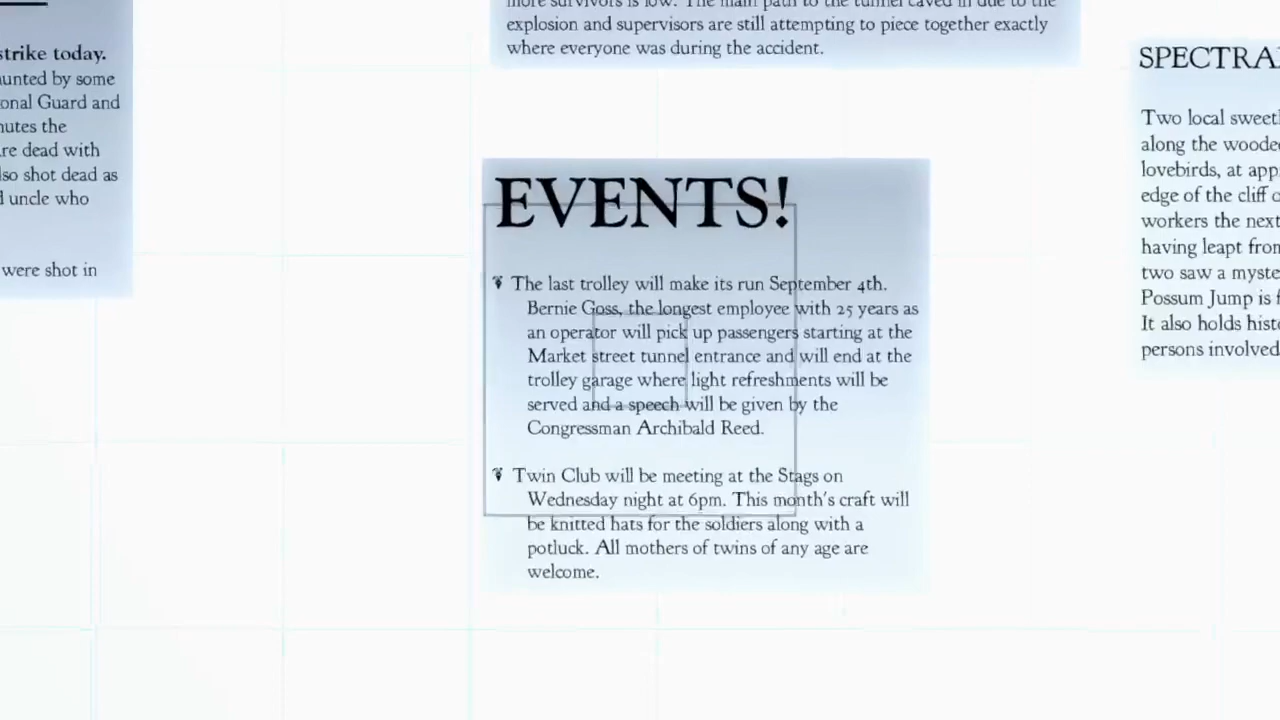 more survivors is low. The main path to the tunnel caved in due to the
explosion and supervisors are still attempting to piece together exactly
where everyone was during the accident.
strike today.
aunted by some
onal Guard and
nutes the
re dead with
lso shot dead as
d uncle who
were shot in
EVENTS!
The last trolley will make its run September 4th.
Bernie Goss, the longest employee with 25 years as
an operator will pick up passengers starting at the
Market street tunnel entrance and will end at the
trolley garage where light refreshments will be
served and a speech will be given by the
Congressman Archibald Reed.
Twin Club will be meeting at the Stags on
Wednesday night at 6pm. This month's craft will
be knitted hats for the soldiers along with a
potluck. All mothers of twins of any age are
welcome.
SPECTRA
Two local sweet
along the woode
lovebirds, at app
edge of the cliff o
workers the next
having leapt from
two saw a myste
Possum Jump is f
It also holds histo
persons involved